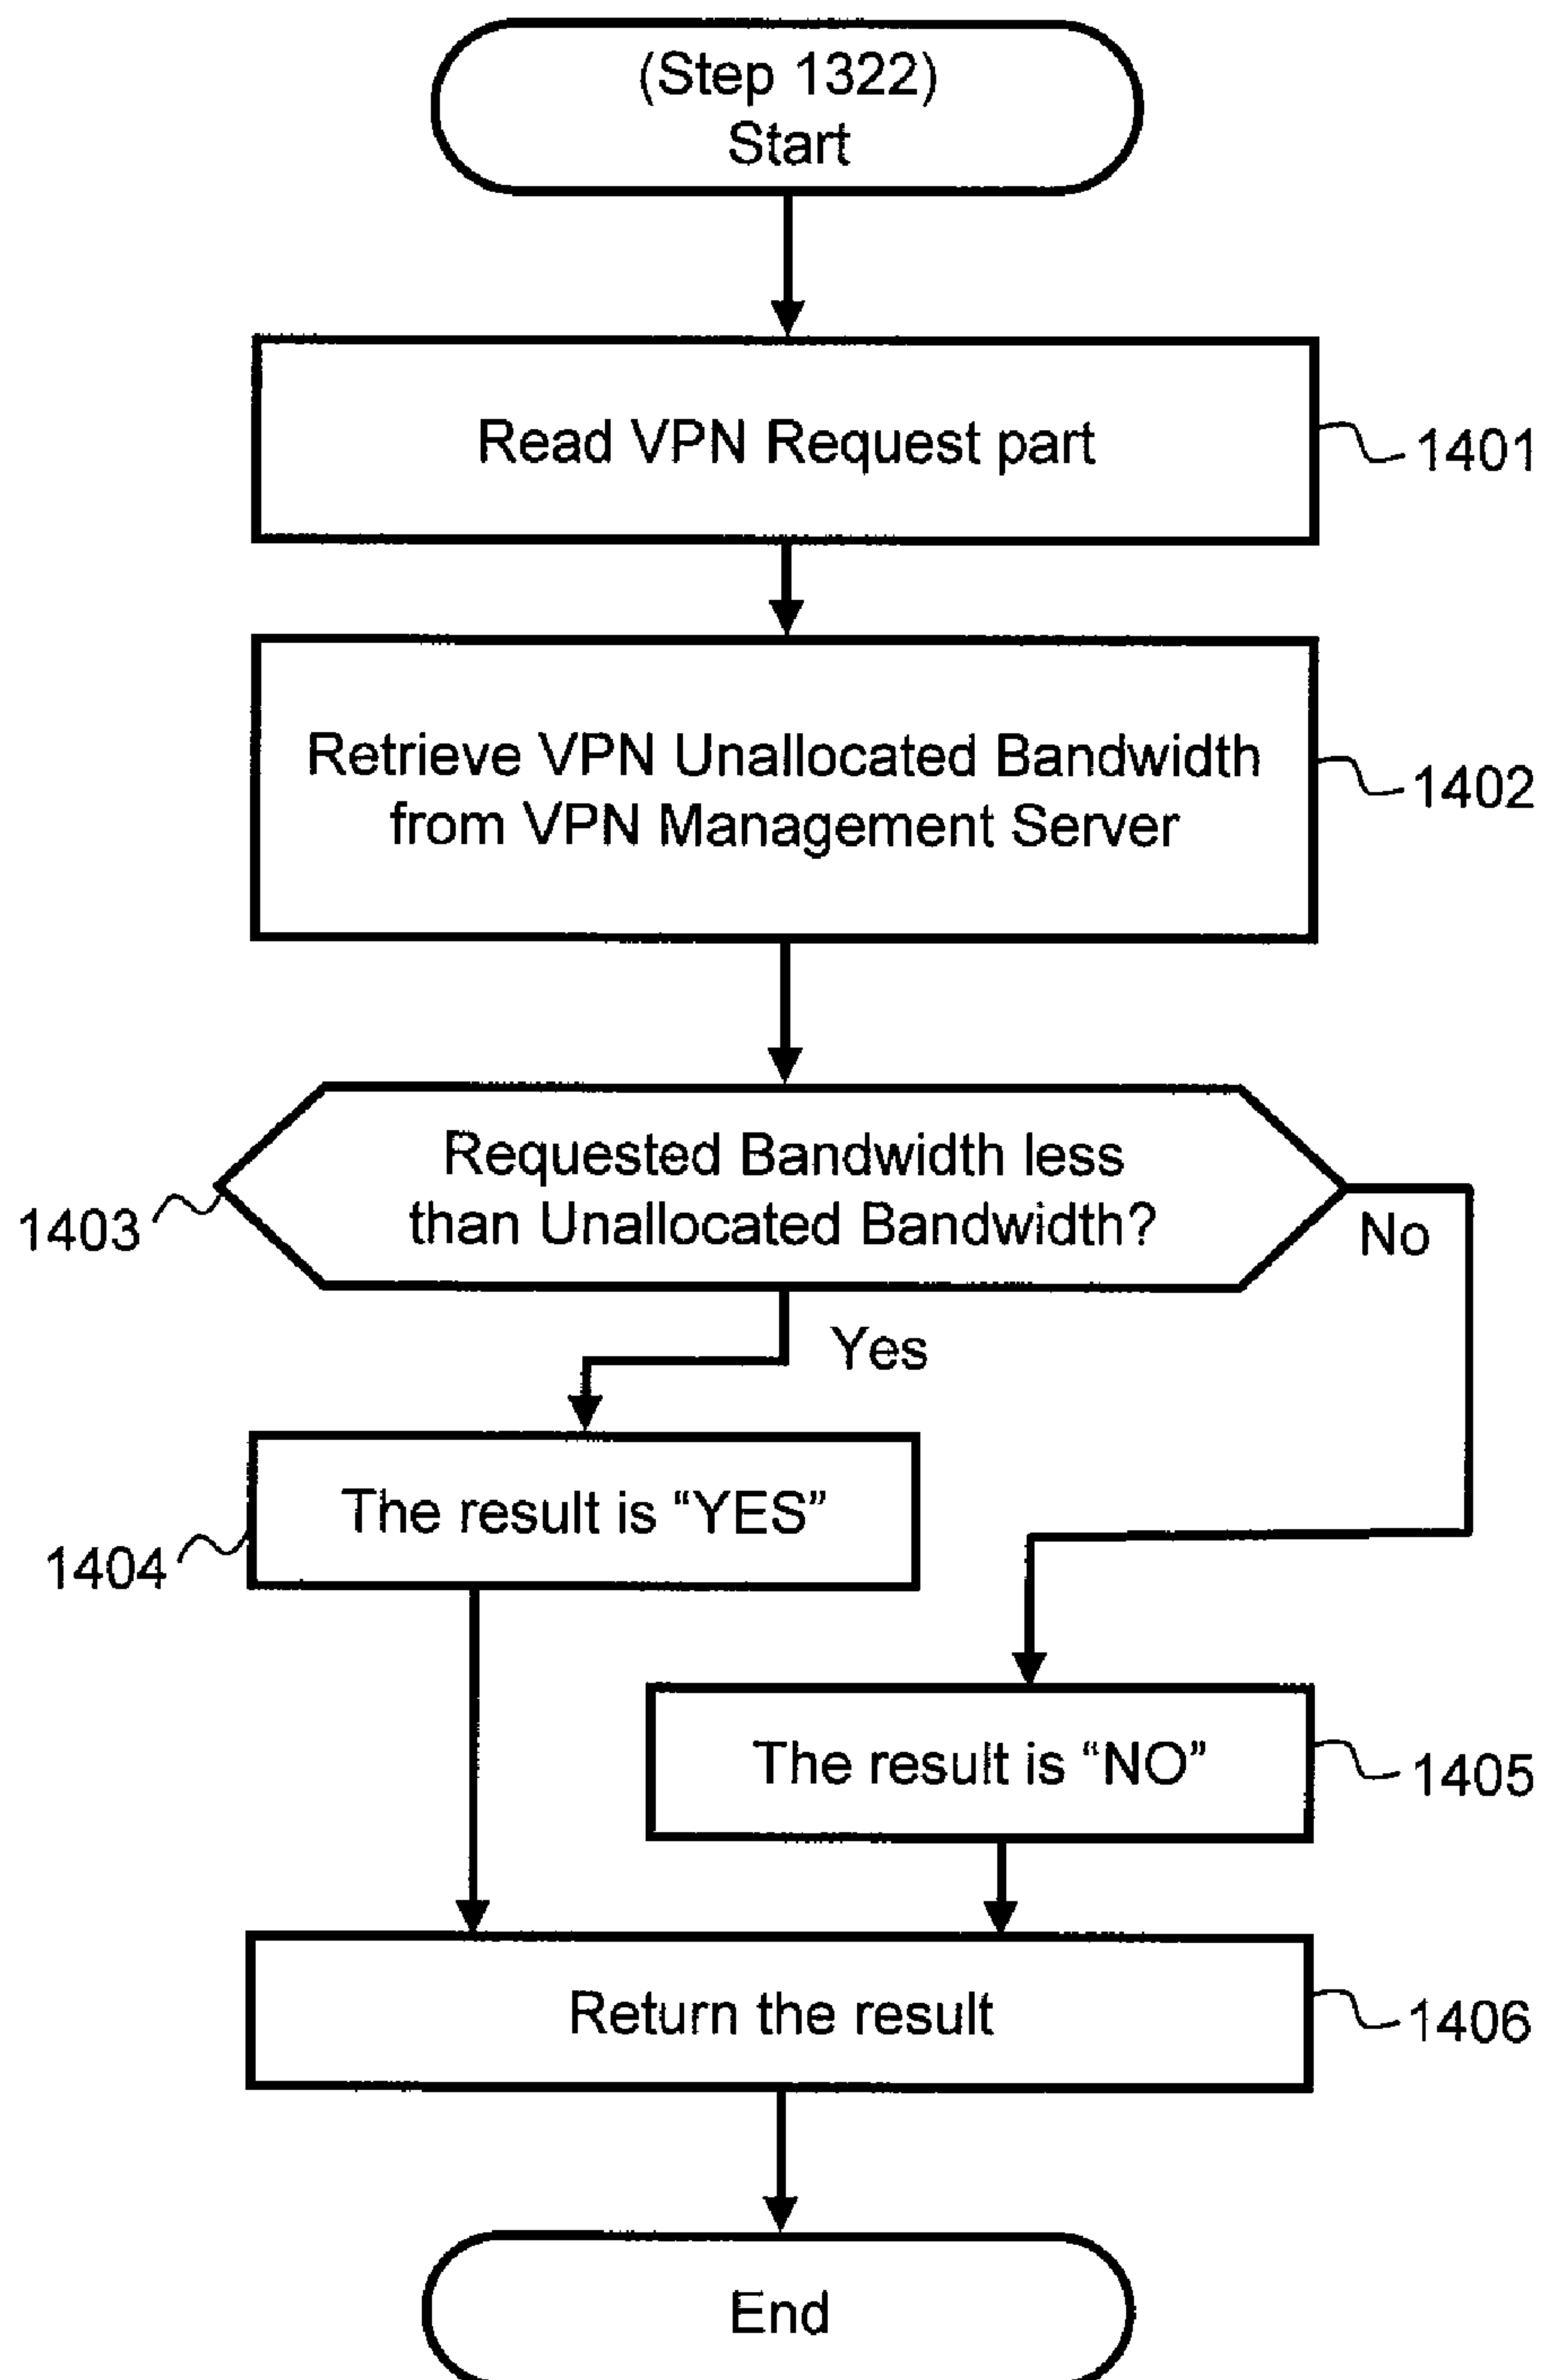 (Step 1322)
Start
Read VPN Request part
1401
Retrieve VPN Unallocated Bandwidth
from VPN Management Server
1402
Requested Bandwidth less
than Unallocated Bandwidth?
1403
No
Yes
The result is “YES”
1404
The result is “NO”
1405
Return the result
1406
End